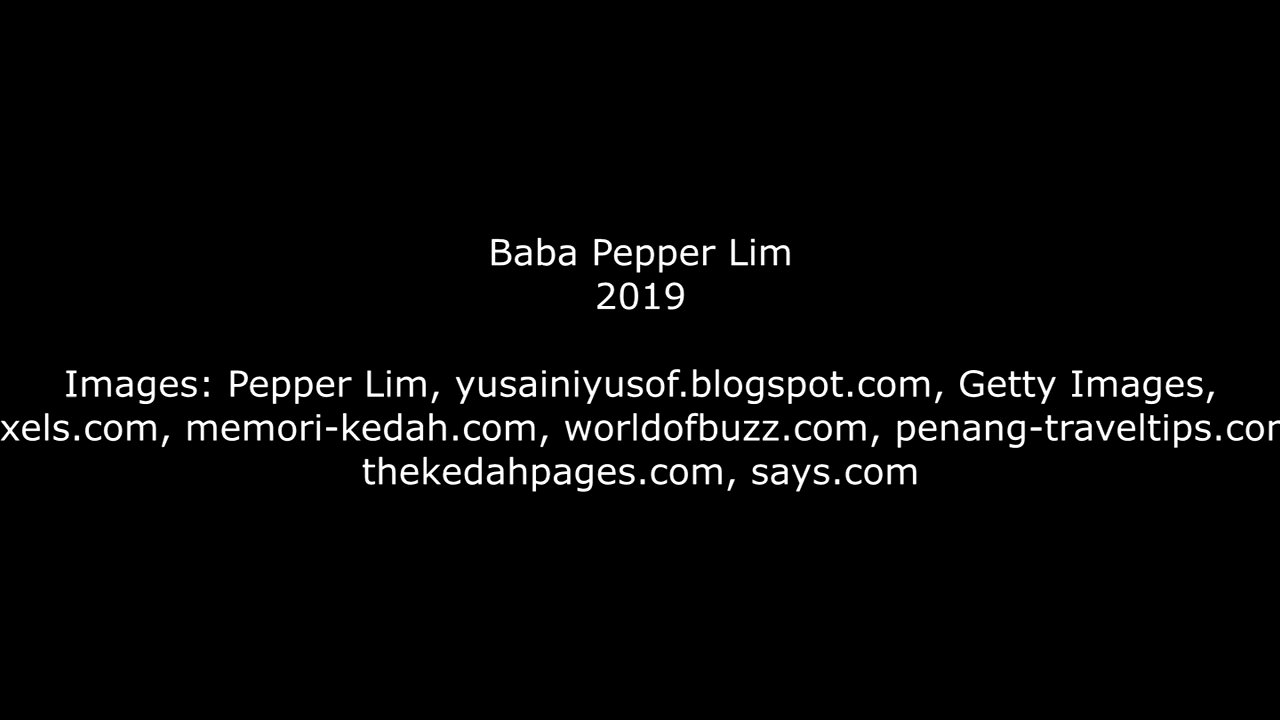 Baba Pepper Lim
2019
Images: Pepper Lim, yusainiyusof.blogspot.com, Getty Images,
xels.com, memori-kedah.com, worldofbuzz.com, penang-traveltips.com
thekedahpages.com, says.com